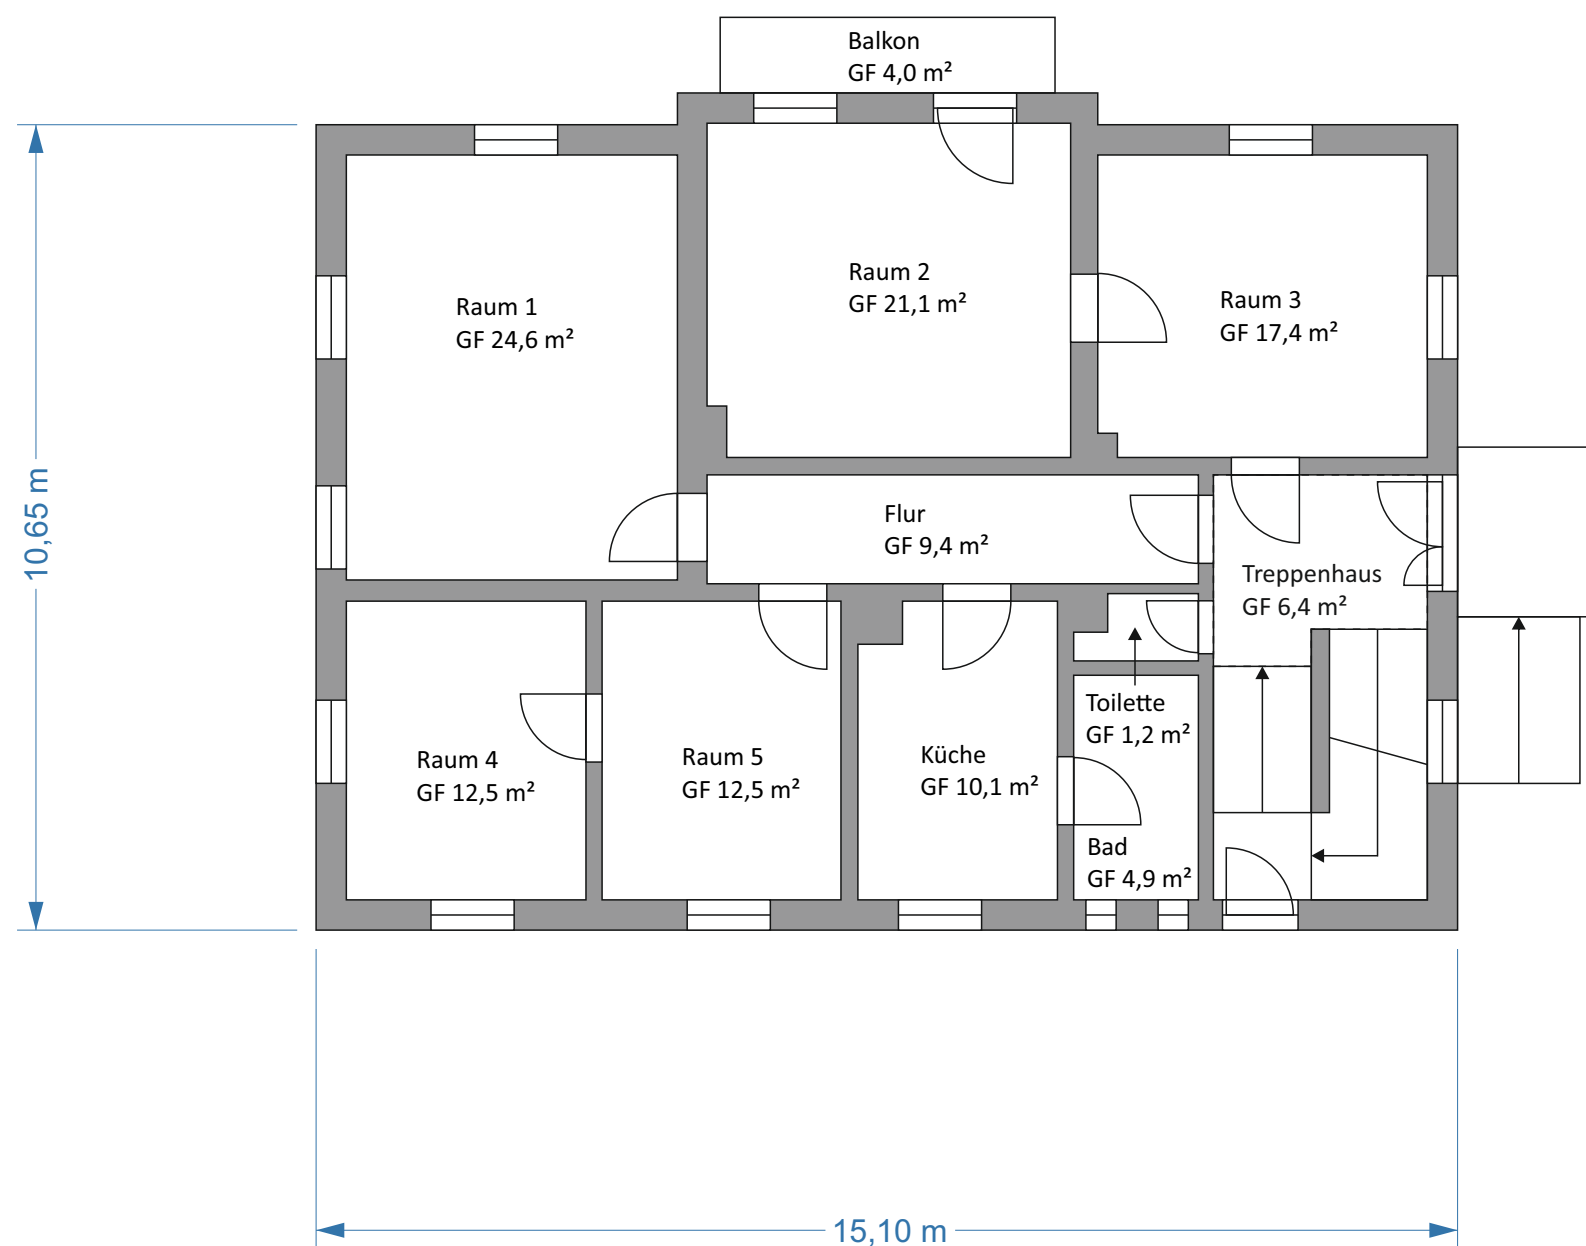 Balkon
GF 4,0 m²
Raum 1
GF 24,6 m²
Raum 2
GF 21,1 m²
Raum 3
GF 17,4 m²
10,65 m
Flur
GF 9,4 m²
Treppenhaus
GF 6,4 m²
Raum 4
GF 12,5 m²
Raum 5
GF 12,5 m²
Küche
GF 10,1 m²
Toilette
GF 1,2 m²
Bad
GF 4,9 m²
15,10 m